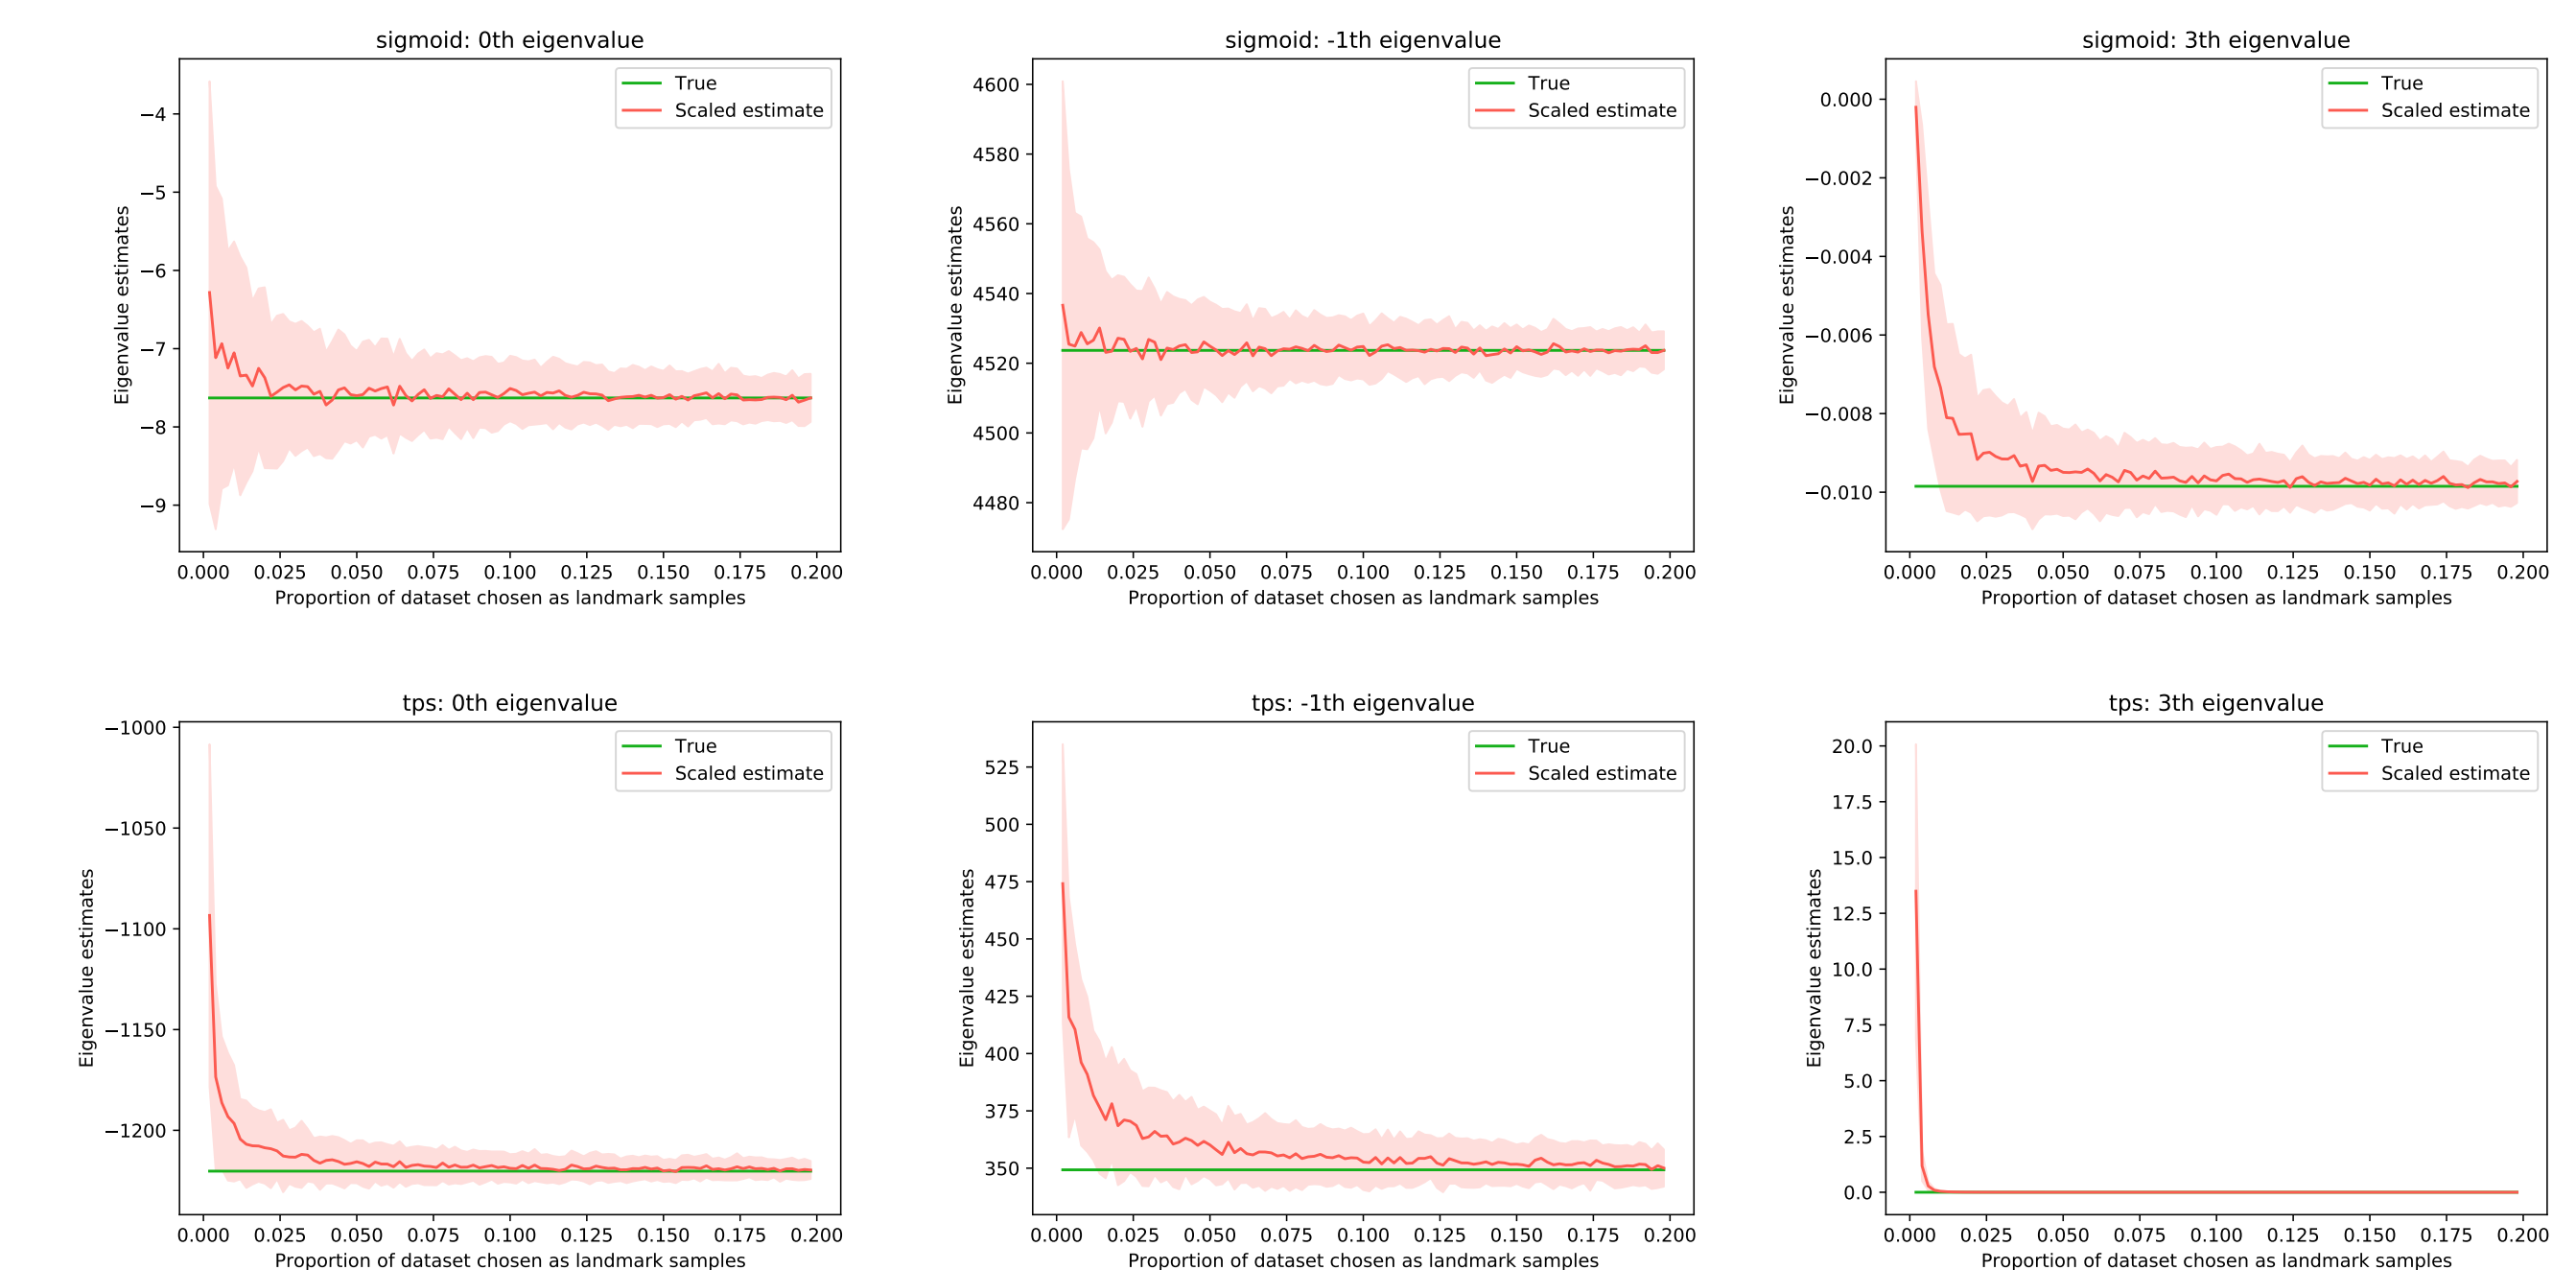 sigmoid: 0th eigenvalue
True
Scaled estimate
−4
−5
−6
−7
−8
−9
Eigenvalue estimates
0.000 0.025 0.050 0.075 0.100 0.125 0.150 0.175 0.200
Proportion of dataset chosen as landmark samples
sigmoid: -1th eigenvalue
True
Scaled estimate
4600
4580
4560
4540
4520
4500
4480
Eigenvalue estimates
0.000 0.025 0.050 0.075 0.100 0.125 0.150 0.175 0.200
Proportion of dataset chosen as landmark samples
sigmoid: 3th eigenvalue
True
Scaled estimate
0.000
−0.002
−0.004
−0.006
−0.008
−0.010
Eigenvalue estimates
0.000 0.025 0.050 0.075 0.100 0.125 0.150 0.175 0.200
Proportion of dataset chosen as landmark samples
tps: 0th eigenvalue
True
Scaled estimate
−1000
−1050
−1100
−1150
−1200
Eigenvalue estimates
0.000 0.025 0.050 0.075 0.100 0.125 0.150 0.175 0.200
Proportion of dataset chosen as landmark samples
tps: -1th eigenvalue
True
Scaled estimate
525
500
475
450
425
400
375
350
Eigenvalue estimates
0.000 0.025 0.050 0.075 0.100 0.125 0.150 0.175 0.200
Proportion of dataset chosen as landmark samples
tps: 3th eigenvalue
True
Scaled estimate
20.0
17.5
15.0
12.5
10.0
7.5
5.0
2.5
0.0
Eigenvalue estimates
0.000 0.025 0.050 0.075 0.100 0.125 0.150 0.175 0.200
Proportion of dataset chosen as landmark samples